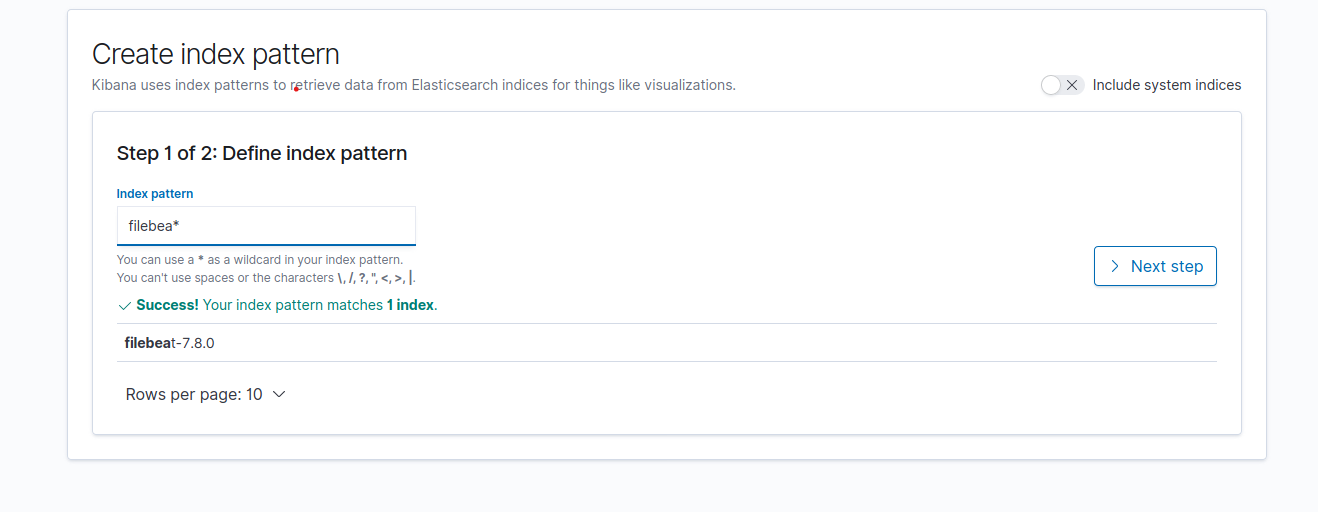 Create index pattern
Kibana uses index patterns to retrieve data from Elasticsearch indices for things like visualizations.
Include system indices
Step 1 of 2: Define index pattern
Index pattern
filebea*
You can use a * as a wildcard in your index pattern.
You can't use spaces or the characters \, /, ?, ", <, >, |.
Next step
Success! Your index pattern matches 1 index.
filebeat-7.8.0
Rows per page: 10